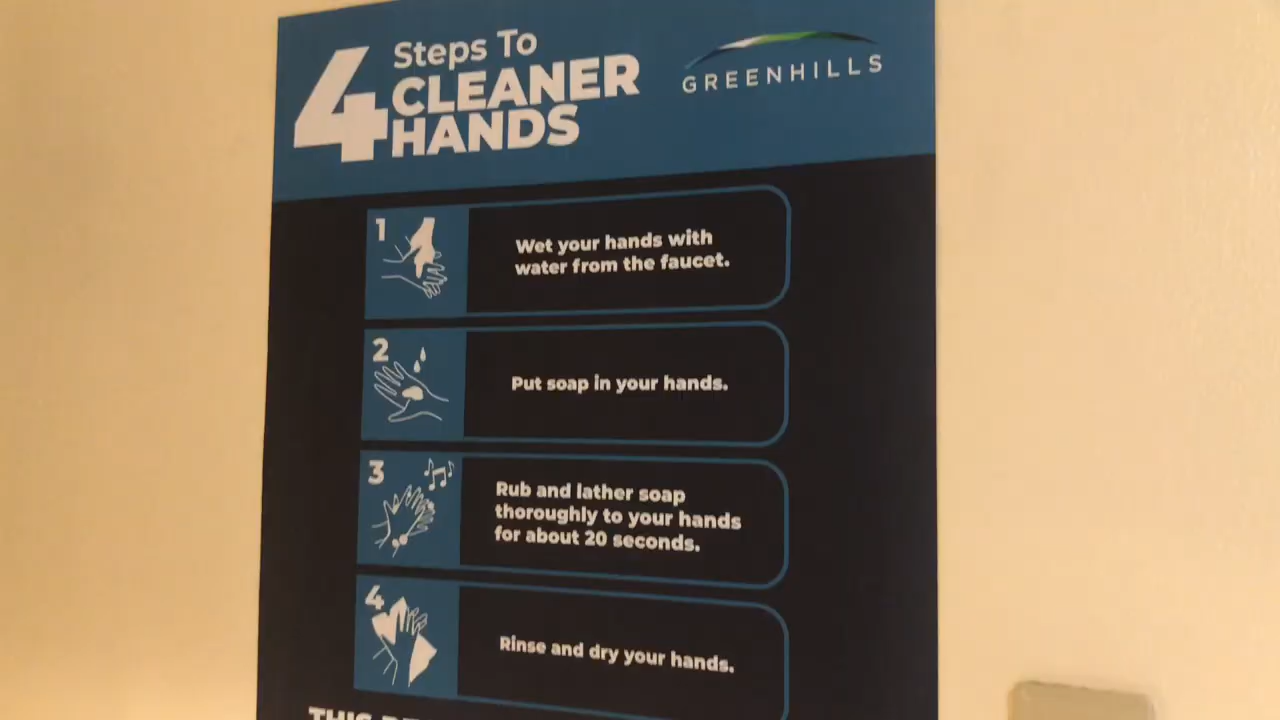 4 Steps To
CLEANER
HANDS
GREENHILLS
1
Wet your hands with
water from the faucet.
2
Put soap in your hands.
3
Rub and lather soap
thoroughly to your hands
for about 20 seconds.
4
Rinse and dry your hands.
THIS